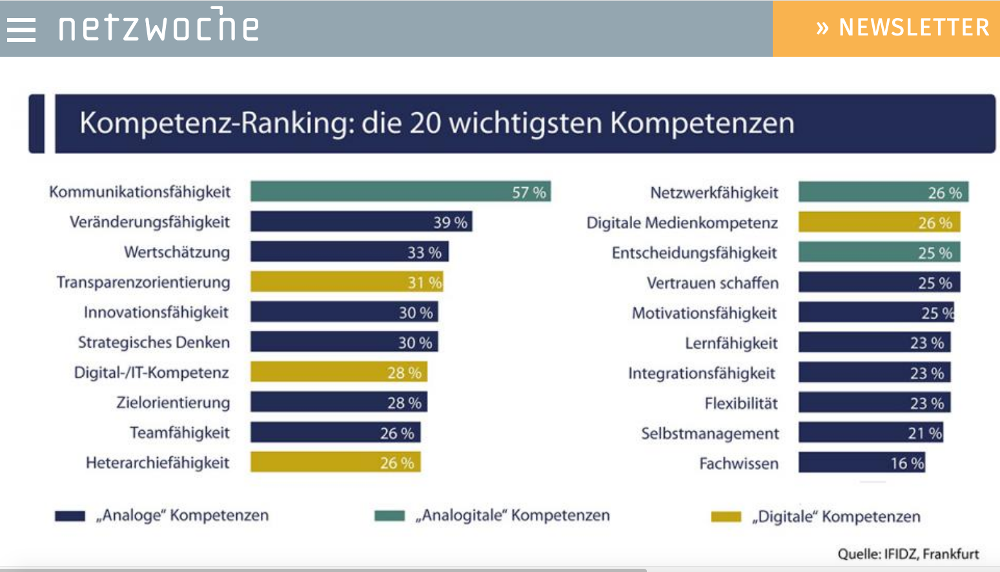 netzwoche
» NEWSLETTER
Kompetenz-Ranking: die 20 wichtigsten Kompetenzen
Kommunikationsfähigkeit 57 %
Veränderungsfähigkeit 39 %
Wertschätzung 33 %
Transparenzorientierung 31 %
Innovationsfähigkeit 30 %
Strategisches Denken 30 %
Digital-/IT-Kompetenz 28 %
Zielorientierung 28 %
Teamfähigkeit 26 %
Heterarchiefähigkeit 26 %
Netzwerkfähigkeit 26 %
Digitale Medienkompetenz 26 %
Entscheidungsfähigkeit 25 %
Vertrauen schaffen 25 %
Motivationsfähigkeit 25 %
Lernfähigkeit 23 %
Integrationsfähigkeit 23 %
Flexibilität 23 %
Selbstmanagement 21 %
Fachwissen 16 %
„Analoge“ Kompetenzen
„Analogitale“ Kompetenzen
„Digitale“ Kompetenzen
Quelle: IFIDZ, Frankfurt